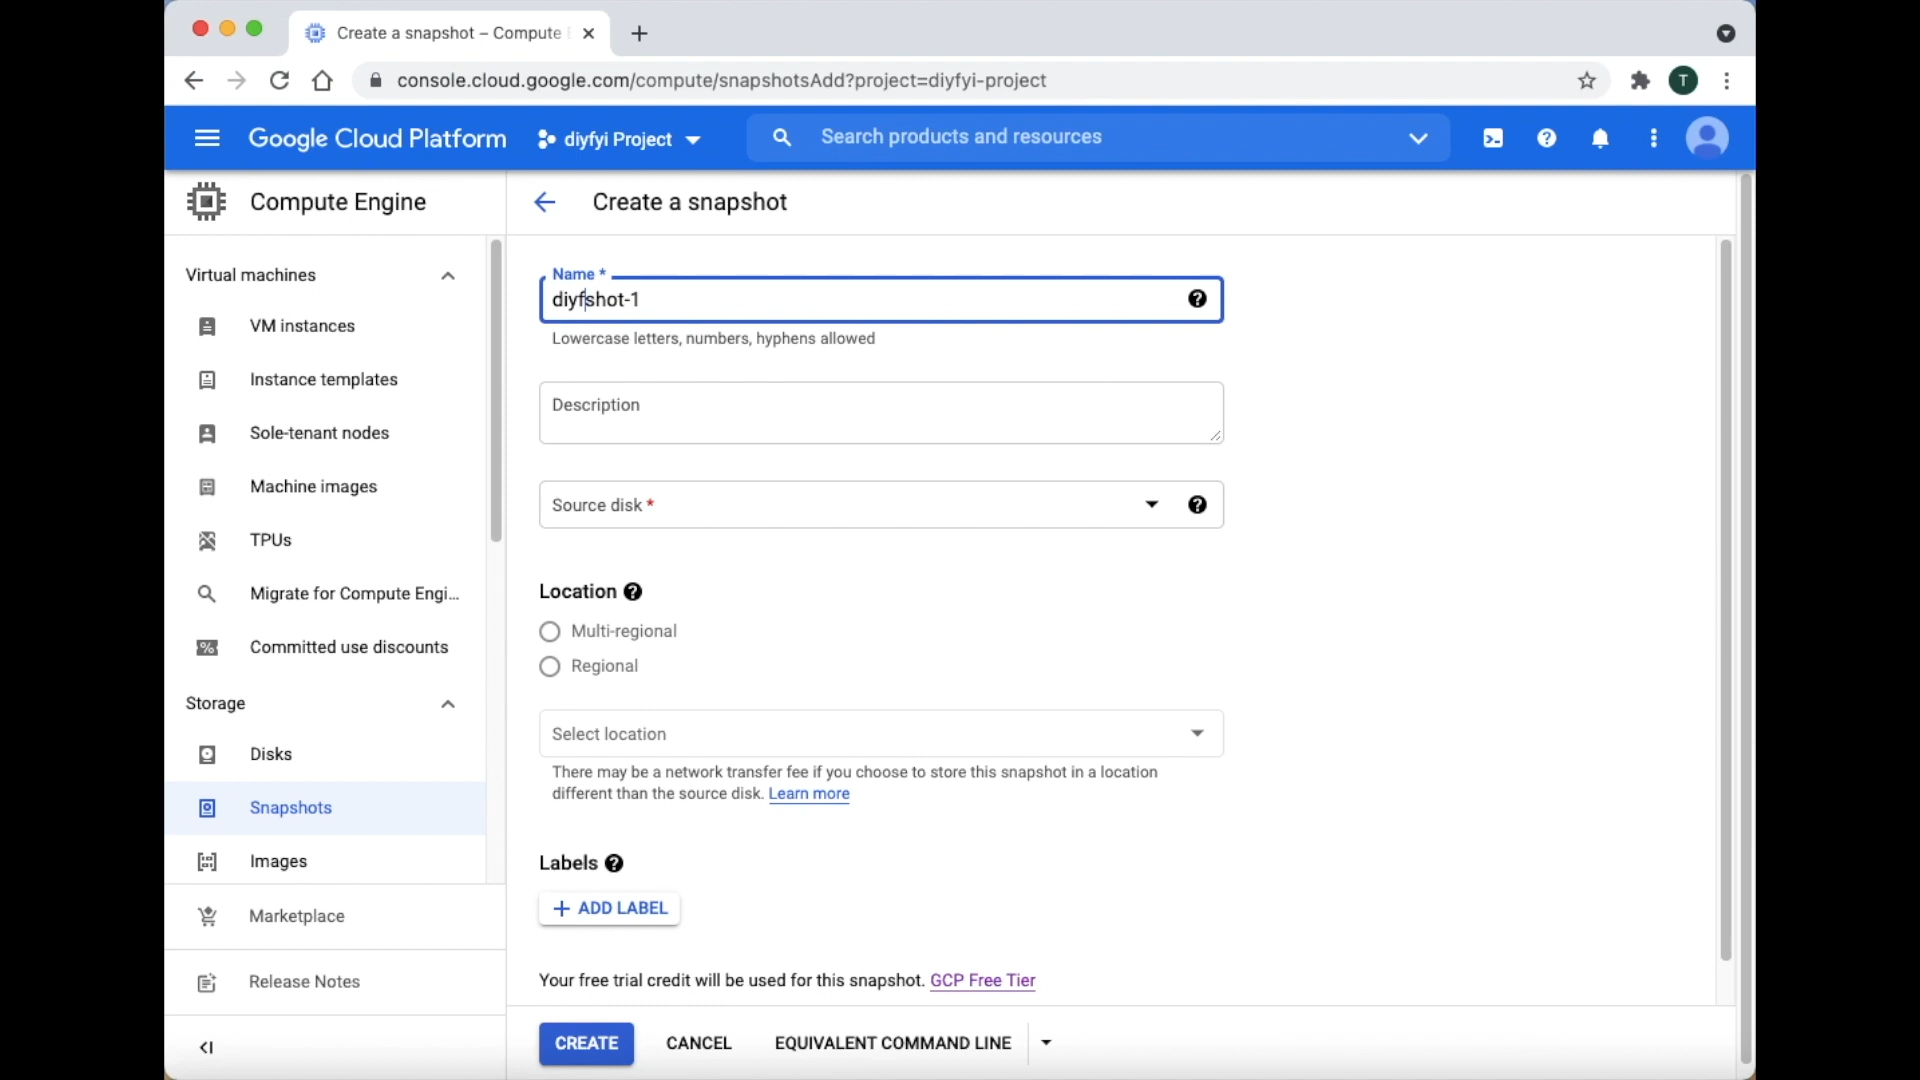 Create a snapshot – Compute E
console.cloud.google.com/compute/snapshotsAdd?project=diyfyi-project
T
Google Cloud Platform
diyfyi Project
Search products and resources
Compute Engine
Create a snapshot
Virtual machines
VM instances
Instance templates
Sole-tenant nodes
Machine images
TPUs
Migrate for Compute Engi...
Committed use discounts
Storage
Disks
Snapshots
Images
Marketplace
Release Notes
Name *
diyfshot-1
Lowercase letters, numbers, hyphens allowed
Description
Source disk *
Location
Multi-regional
Regional
Select location
There may be a network transfer fee if you choose to store this snapshot in a location
different than the source disk. Learn more
Labels
+ ADD LABEL
Your free trial credit will be used for this snapshot. GCP Free Tier
CREATE
CANCEL
EQUIVALENT COMMAND LINE